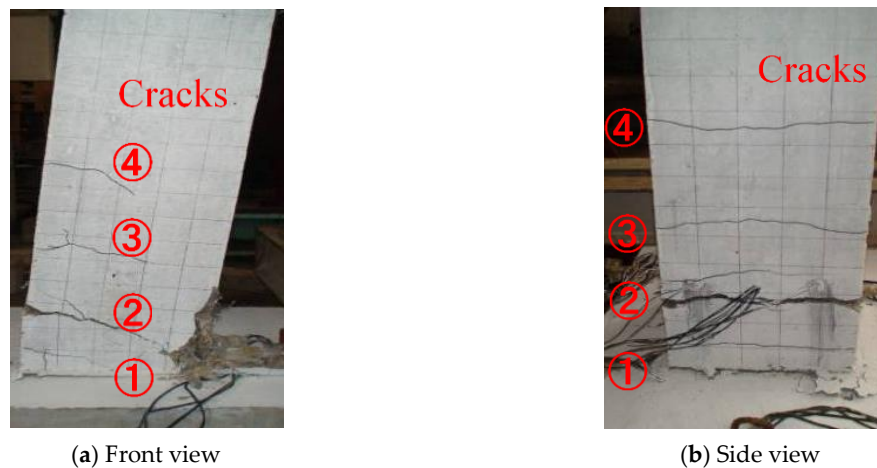 Cracks
④
③
②
①
(a) Front view
Cracks
④
③
②
①
(b) Side view